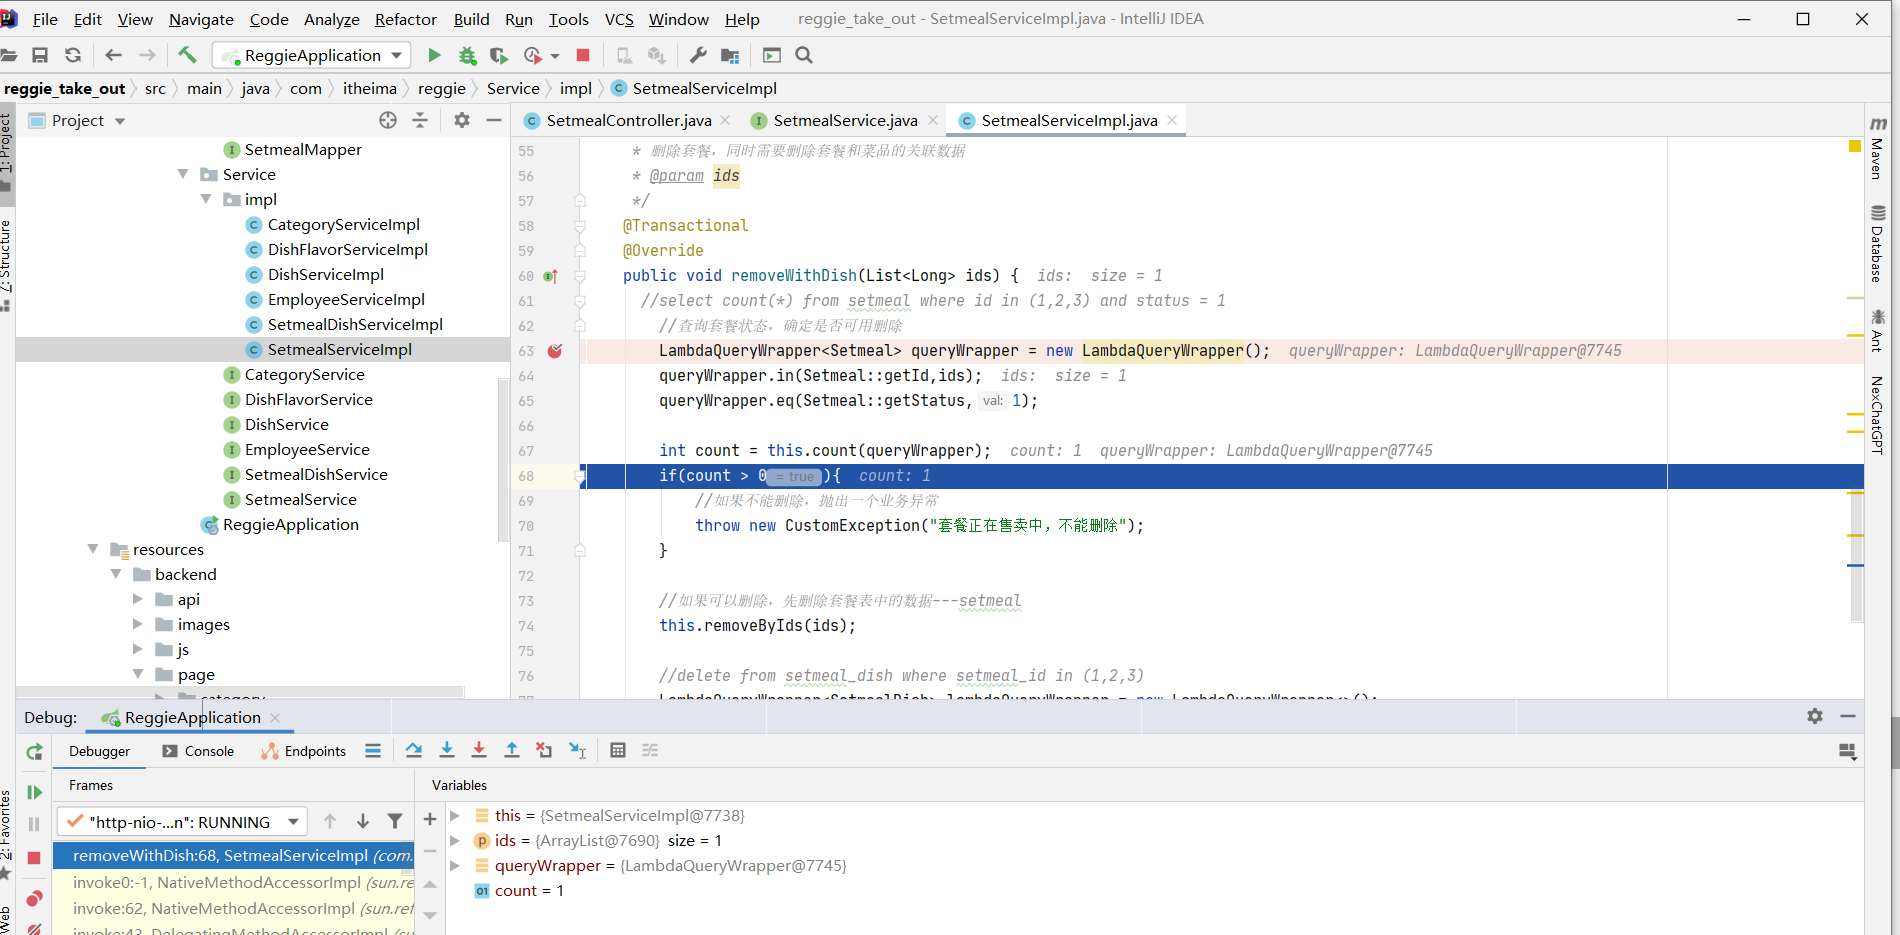 File Edit View Navigate Code Analyze Refactor Build Run Tools VCS Window Help reggie_take_out - SetmealServiceImpl.java - IntelliJ IDEA
ReggieApplication
reggie_take_out src main java com itheima reggie Service impl SetmealServiceImpl
1: Project
Z: Structure
2: Favorites
Web
Project
SetmealMapper
Service
impl
CategoryServiceImpl
DishFlavorServiceImpl
DishServiceImpl
EmployeeServiceImpl
SetmealDishServiceImpl
SetmealServiceImpl
CategoryService
DishFlavorService
DishService
EmployeeService
SetmealDishService
SetmealService
ReggieApplication
resources
backend
api
images
js
page
category
SetmealController.java SetmealService.java SetmealServiceImpl.java
55 * 删除套餐，同时需要删除套餐和菜品的关联数据
56 * @param ids
57 */
58 @Transactional
59 @Override
60 public void removeWithDish(List<Long> ids) { ids: size = 1
61 //select count(*) from setmeal where id in (1,2,3) and status = 1
62 //查询套餐状态，确定是否可用删除
63 LambdaQueryWrapper<Setmeal> queryWrapper = new LambdaQueryWrapper(); queryWrapper: LambdaQueryWrapper@7745
64 queryWrapper.in(Setmeal::getId,ids); ids: size = 1
65 queryWrapper.eq(Setmeal::getStatus, val: 1);
66
67 int count = this.count(queryWrapper); count: 1 queryWrapper: LambdaQueryWrapper@7745
68 if(count > 0 = true ){ count: 1
69 //如果不能删除，抛出一个业务异常
70 throw new CustomException("套餐正在售卖中，不能删除");
71 }
72
73 //如果可以删除，先删除套餐表中的数据---setmeal
74 this.removeByIds(ids);
75
76 //delete from setmeal_dish where setmeal_id in (1,2,3)
77 LambdaQueryWrapper<SetmealDish> lambdaQueryWrapper = new LambdaQueryWrapper<>();
Maven
Database
Ant
NexChatGPT
Debug: ReggieApplication
Debugger Console Endpoints
Frames
"http-nio-...n": RUNNING
removeWithDish:68, SetmealServiceImpl (com.
invoke0:-1, NativeMethodAccessorImpl (sun.re
invoke:62, NativeMethodAccessorImpl (sun.ref
invoke:43, DelegatingMethodAccessorImpl (su
Variables
this = {SetmealServiceImpl@7738}
ids = {ArrayList@7690} size = 1
queryWrapper = {LambdaQueryWrapper@7745}
count = 1